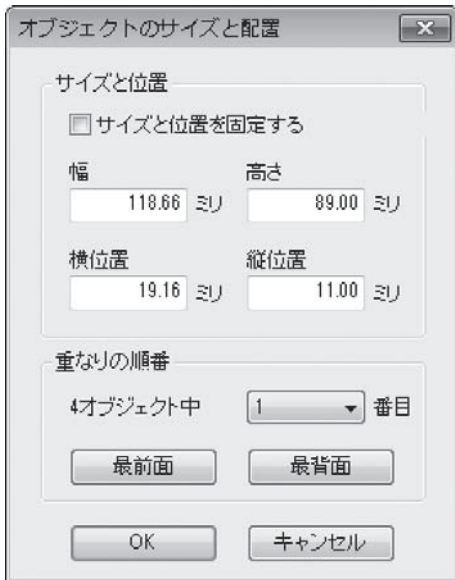 オブジェクトのサイズと配置
サイズと位置
サイズと位置を固定する
幅 高さ
118.66 ミリ 89.00 ミリ
横位置 縦位置
19.16 ミリ 11.00 ミリ
重なりの順番
4オブジェクト中 1 番目
最前面 最背面
OK キャンセル